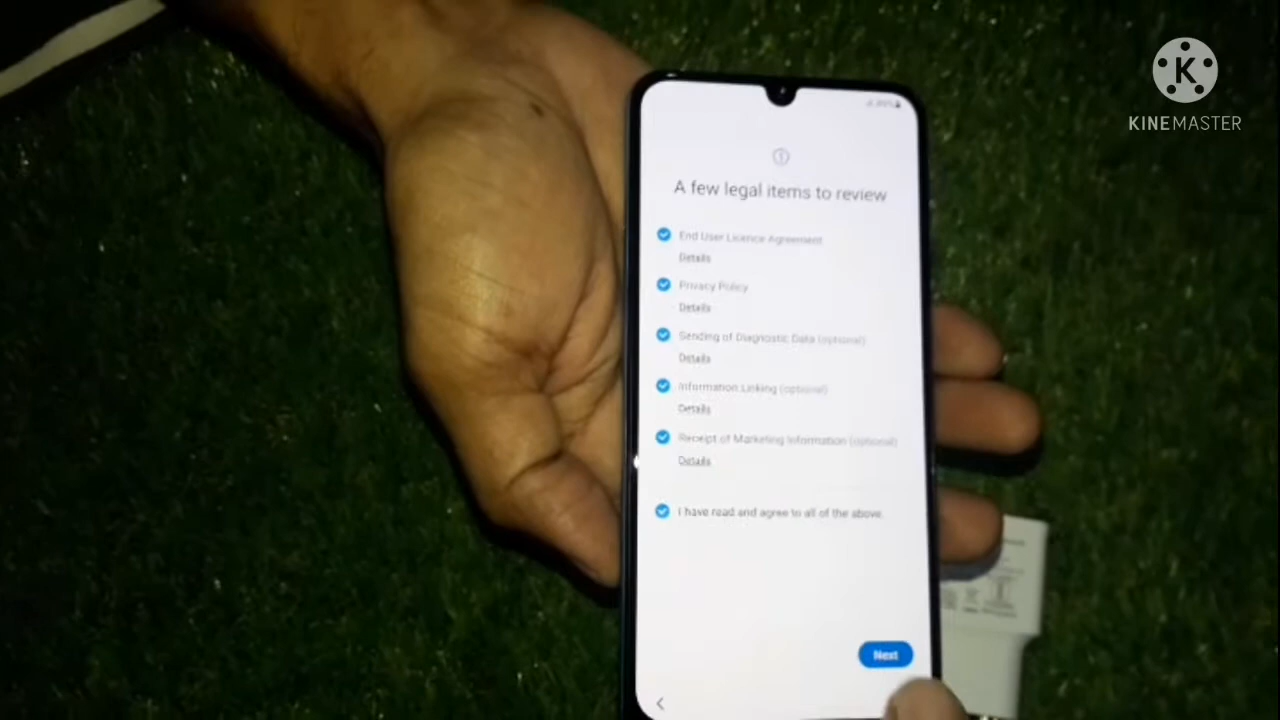 K
KINEMASTER
A few legal items to review
End User Licence Agreement
Details
Privacy Policy
Details
Sending of Diagnostic Data (optional)
Details
Information Linking (optional)
Details
Receipt of Marketing Information (optional)
Details
I have read and agree to all of the above.
Next